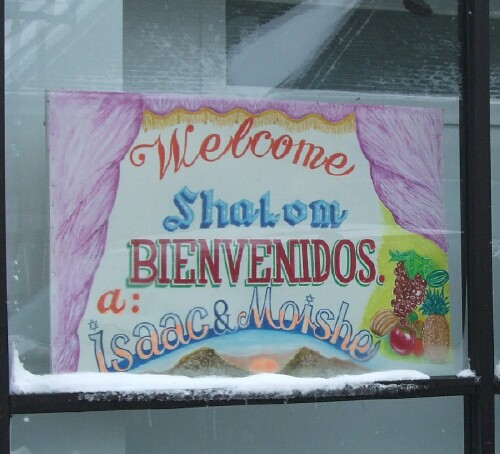 Welcome
Shalom
BIENVENIDOS.
a:
Isaac & Moishe